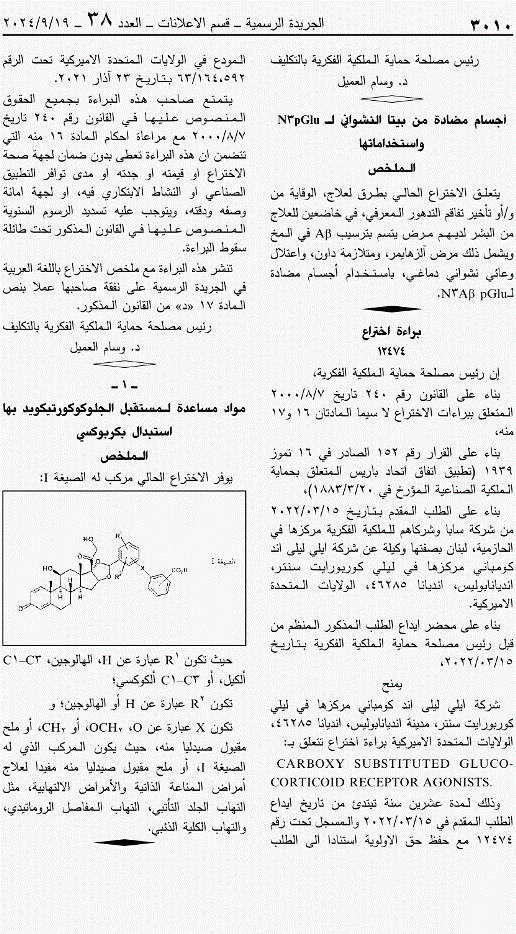 ٣٠١٠
الجريدة الرسمية – قسم الاعلانات – العدد ٣٨ – ٢٠٢٤/٩/١٩
رئيس مصلحة حماية الملكية الفكرية بالتكليف
د. وسام العميل
أجسام مضادة من بيتا النشواني لـ N٣pGlu
واستخداماتها
الملخص
يتعلق الاختراع الحالي بطرق لعلاج، الوقاية من
و/أو تأخير تفاقم التدهور المعرفي، في خاضعين للعلاج
من البشر لديهم مرض يتسم بترسيب Aβ في المخ
ويشمل ذلك مرض آلزهايمر، ومتلازمة داون، واعتلال
وعائي نشواني دماغي، باستخدام أجسام مضادة
لـN٣Aβ pGlu.
براءة اختراع
١٢٤٧٤
إن رئيس مصلحة حماية الملكية الفكرية،
بناء على القانون رقم ٢٤٠ تاريخ ٢٠٠٠/٨/٧
المتعلق ببراءات الاختراع لا سيما المادتان ١٦ و١٧
منه،
بناء على القرار رقم ١٥٢ الصادر في ١٦ تموز
١٩٣٩ (تطبيق اتفاق اتحاد باريس المتعلق بحماية
الملكية الصناعية المؤرخ في ١٨٨٣/٣/٢٠)،
بناء على الطلب المقدم بتاريخ ٢٠٢٢/٠٣/١٥
من شركة سابا وشركاهم للملكية الفكرية مركزها في
الحازمية، لبنان بصفتها وكيلة عن شركة ايلي ليلى اند
كومباني مركزها في ليلي كوربورايت سنتر،
انديانابوليس، انديانا ٤٦٢٨٥، الولايات المتحدة
الاميركية.
بناء على محضر ايداع الطلب المذكور المنظم من
قبل رئيس مصلحة حماية الملكية الفكرية بتاريخ
٢٠٢٢/٠٣/١٥،
يمنح
شركة ايلي ليلى اند كومباني مركزها في ليلي
كوربورايت سنتر، مدينة انديانابوليس، انديانا ٤٦٢٨٥،
الولايات المتحدة الاميركية براءة اختراع تتعلق بـ:
CARBOXY SUBSTITUTED GLUCO-
CORTICOID RECEPTOR AGONISTS.
وذلك لمدة عشرين سنة تبتدئ من تاريخ ايداع
الطلب المقدم في ٢٠٢٢/٠٣/١٥ والمسجل تحت رقم
١٢٤٧٤ مع حفظ حق الاولوية استنادا الى الطلب
المودع في الولايات المتحدة الاميركية تحت الرقم
٦٣/١٦٤،٥٩٢ بتاريخ ٢٣ آذار ٢٠٢١.
يتمتع صاحب هذه البراءة بجميع الحقوق
المنصوص عليها في القانون رقم ٢٤٠ تاريخ
٢٠٠٠/٨/٧ مع مراعاة احكام المادة ١٦ منه التي
تتضمن ان هذه البراءة تعطى بدون ضمان لجهة صحة
الاختراع او قيمته او جدته او مدى توافر التطبيق
الصناعي او النشاط الابتكاري فيه، او لجهة امانة
وصفه ودقته، ويتوجب عليه تسديد الرسوم السنوية
المنصوص عليها في القانون المذكور تحت طائلة
سقوط البراءة.
تنشر هذه البراءة مع ملخص الاختراع باللغة العربية
في الجريدة الرسمية على نفقة صاحبها عملا بنص
المادة ١٧ «د» من القانون المذكور.
رئيس مصلحة حماية الملكية الفكرية بالتكليف
د. وسام العميل
– ١ –
مواد مساعدة لمستقبل الجلوكوكورتيكويد بها
استبدال بكربوكسي
الملخص
يوفر الاختراع الحالي مركب له الصيغة I:
الصيغة I
حيث تكون R¹ عبارة عن H، الهالوجين، C١–C٣
ألكيل، أو C١–C٣ ألكوكسي؛
تكون R² عبارة عن H أو الهالوجين؛ و
تكون X عبارة عن O، OCH٢، أو CH٢، أو ملح
مقبول صيدليا منه، حيث يكون المركب الذي له
الصيغة I، أو ملح مقبول صيدليا منه مفيدا لعلاج
أمراض المناعة الذاتية والأمراض الالتهابية، مثل
التهاب الجلد التأتبي، التهاب المفاصل الروماتيدي،
والتهاب الكلية الذئبي.